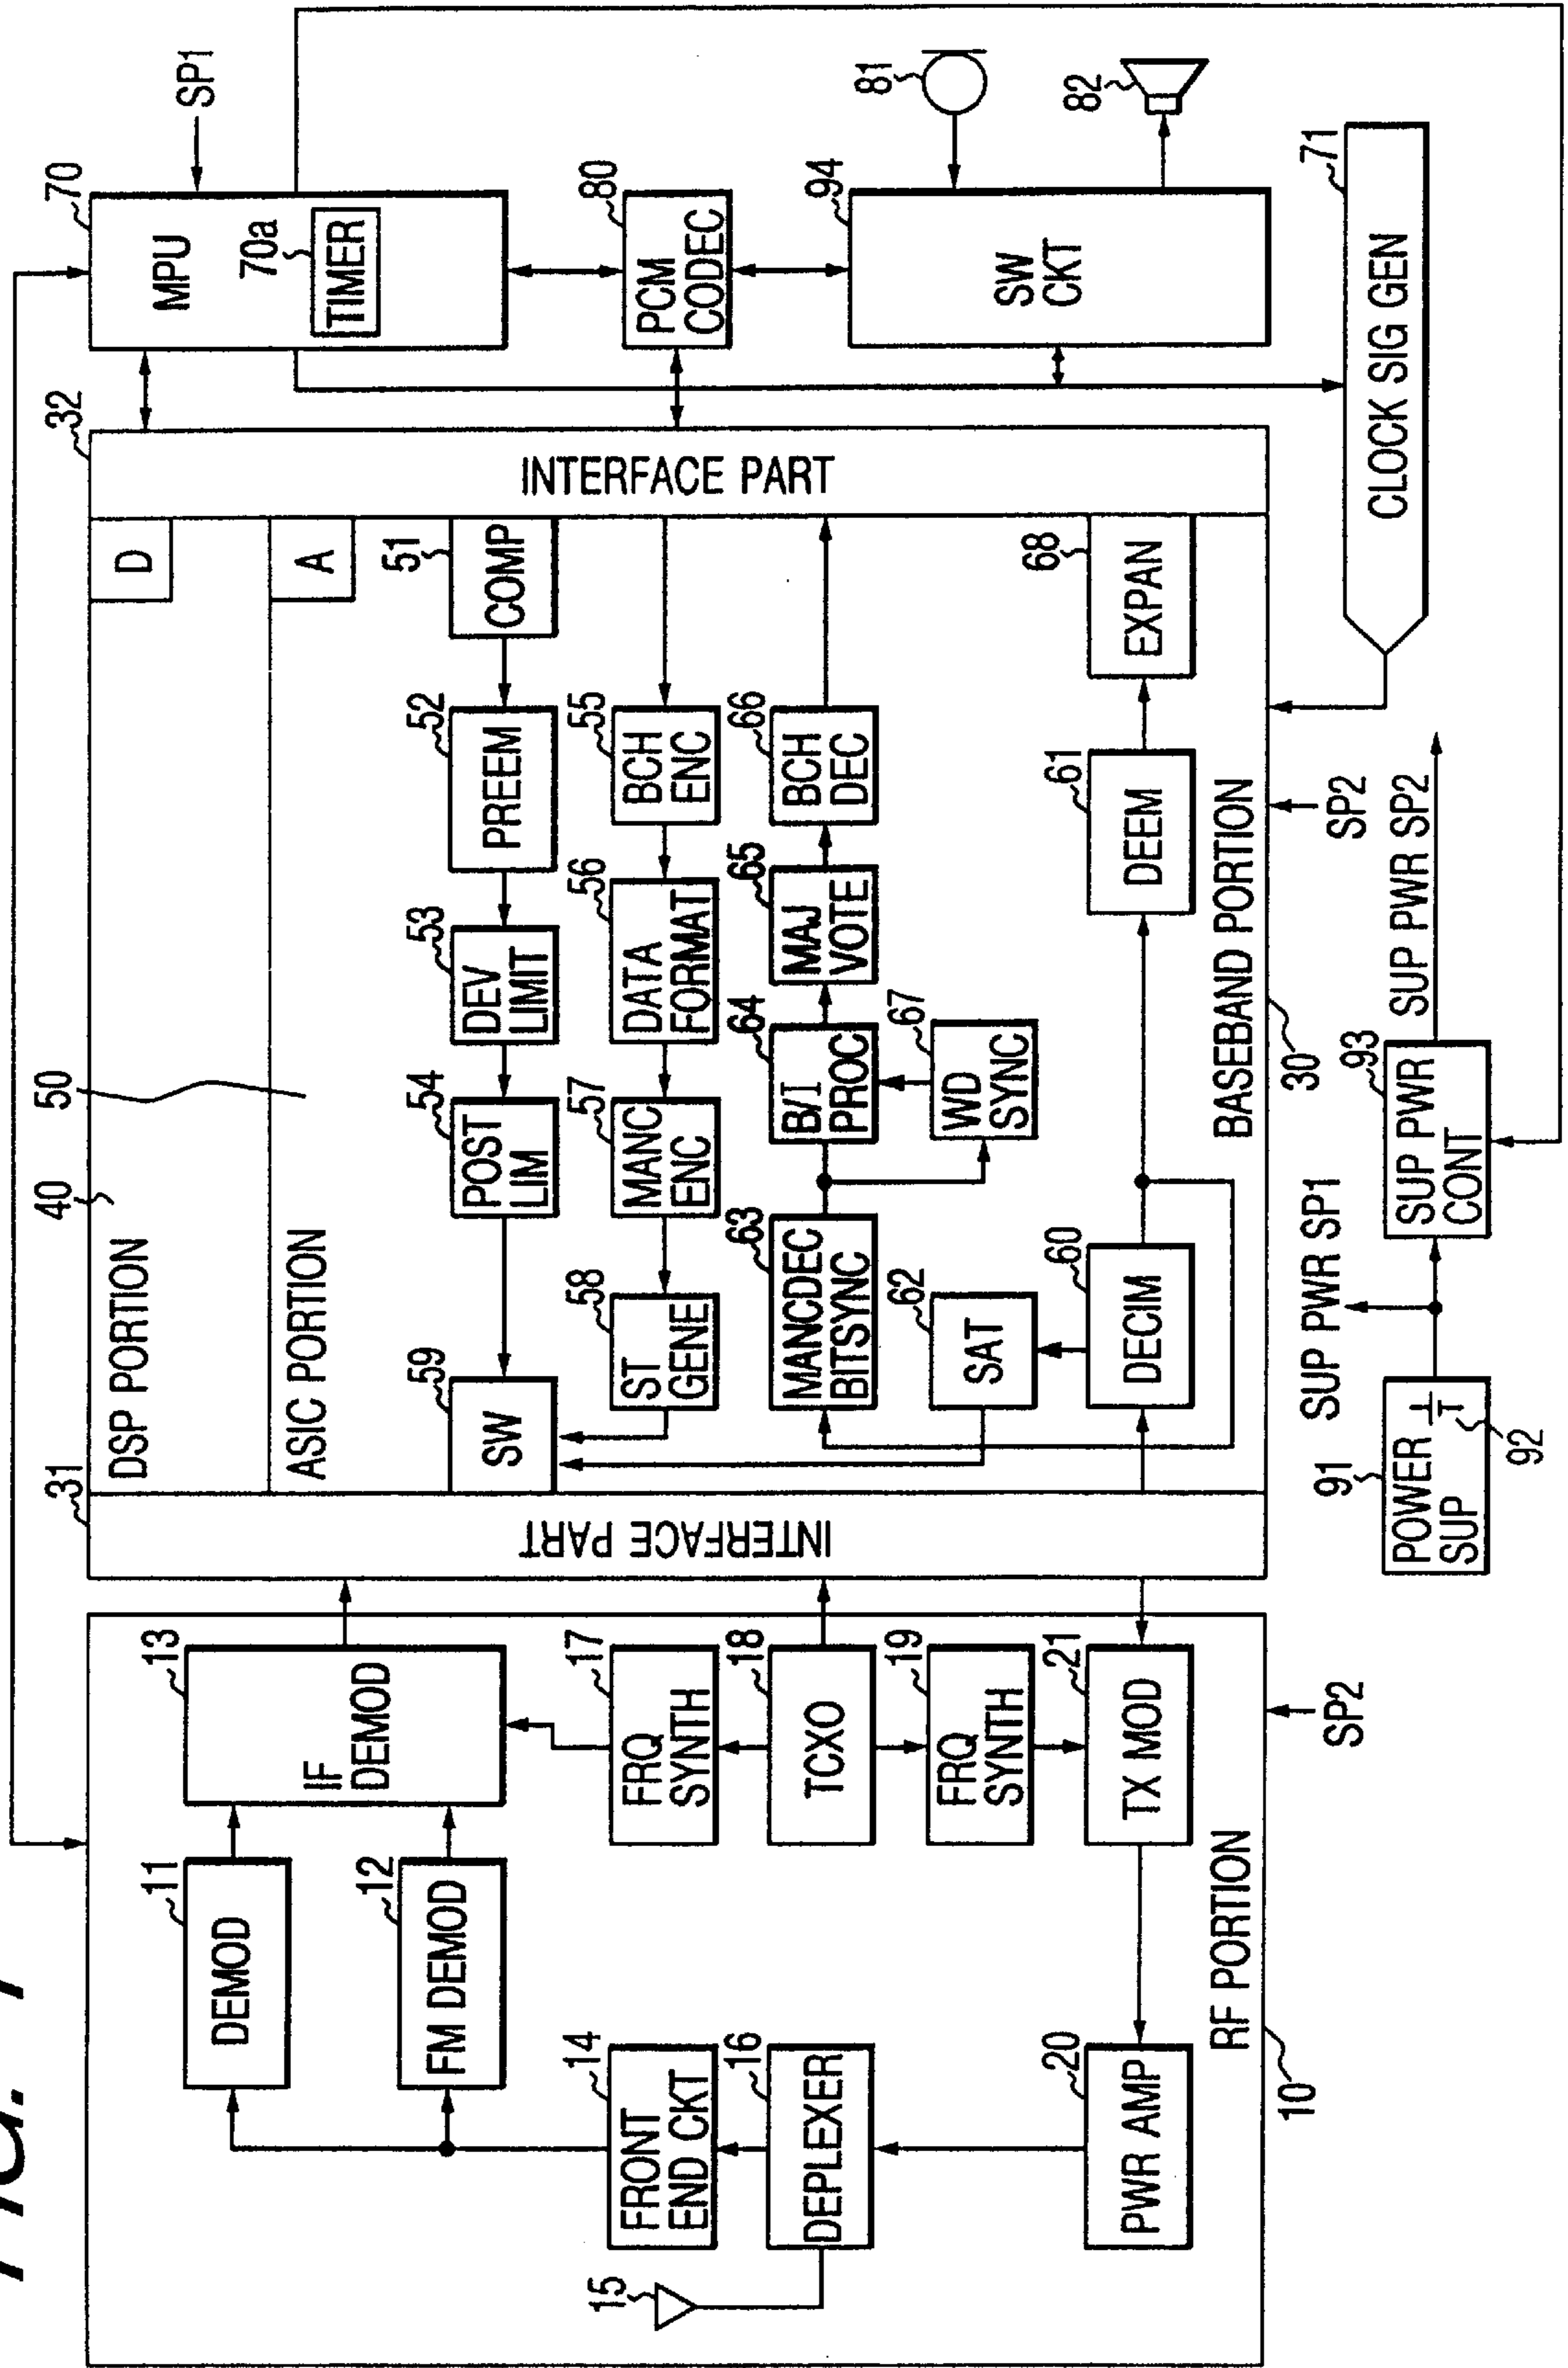 FIG. 1
RF PORTION
10
DEMOD
11
FM DEMOD
12
IF
DEMOD
13
FRONT
END CKT
14
15
DEPLEXER
16
FRQ
SYNTH
17
TCXO
18
FRQ
SYNTH
19
PWR AMP
20
TX MOD
21
SP2
INTERFACE PART
31
DSP PORTION
40
D
ASIC PORTION
50
A
SW
59
POST
LIM
54
DEV
LIMIT
53
PREEM
52
COMP
51
ST
GENE
58
MANC
ENC
57
DATA
FORMAT
56
BCH
ENC
55
MANCDEC
BITSYNC
63
B/I
PROC
64
MAJ
VOTE
65
BCH
DEC
66
SAT
62
WD
SYNC
67
DECIM
60
DEEM
61
EXPAN
68
BASEBAND PORTION
30
SP2
INTERFACE PART
32
MPU
70
70a
TIMER
SP1
PCM
CODEC
80
SW
CKT
94
81
82
CLOCK SIG GEN
71
POWER
SUP
91
92
SUP PWR SP1
SUP PWR
CONT
93
SUP PWR SP2